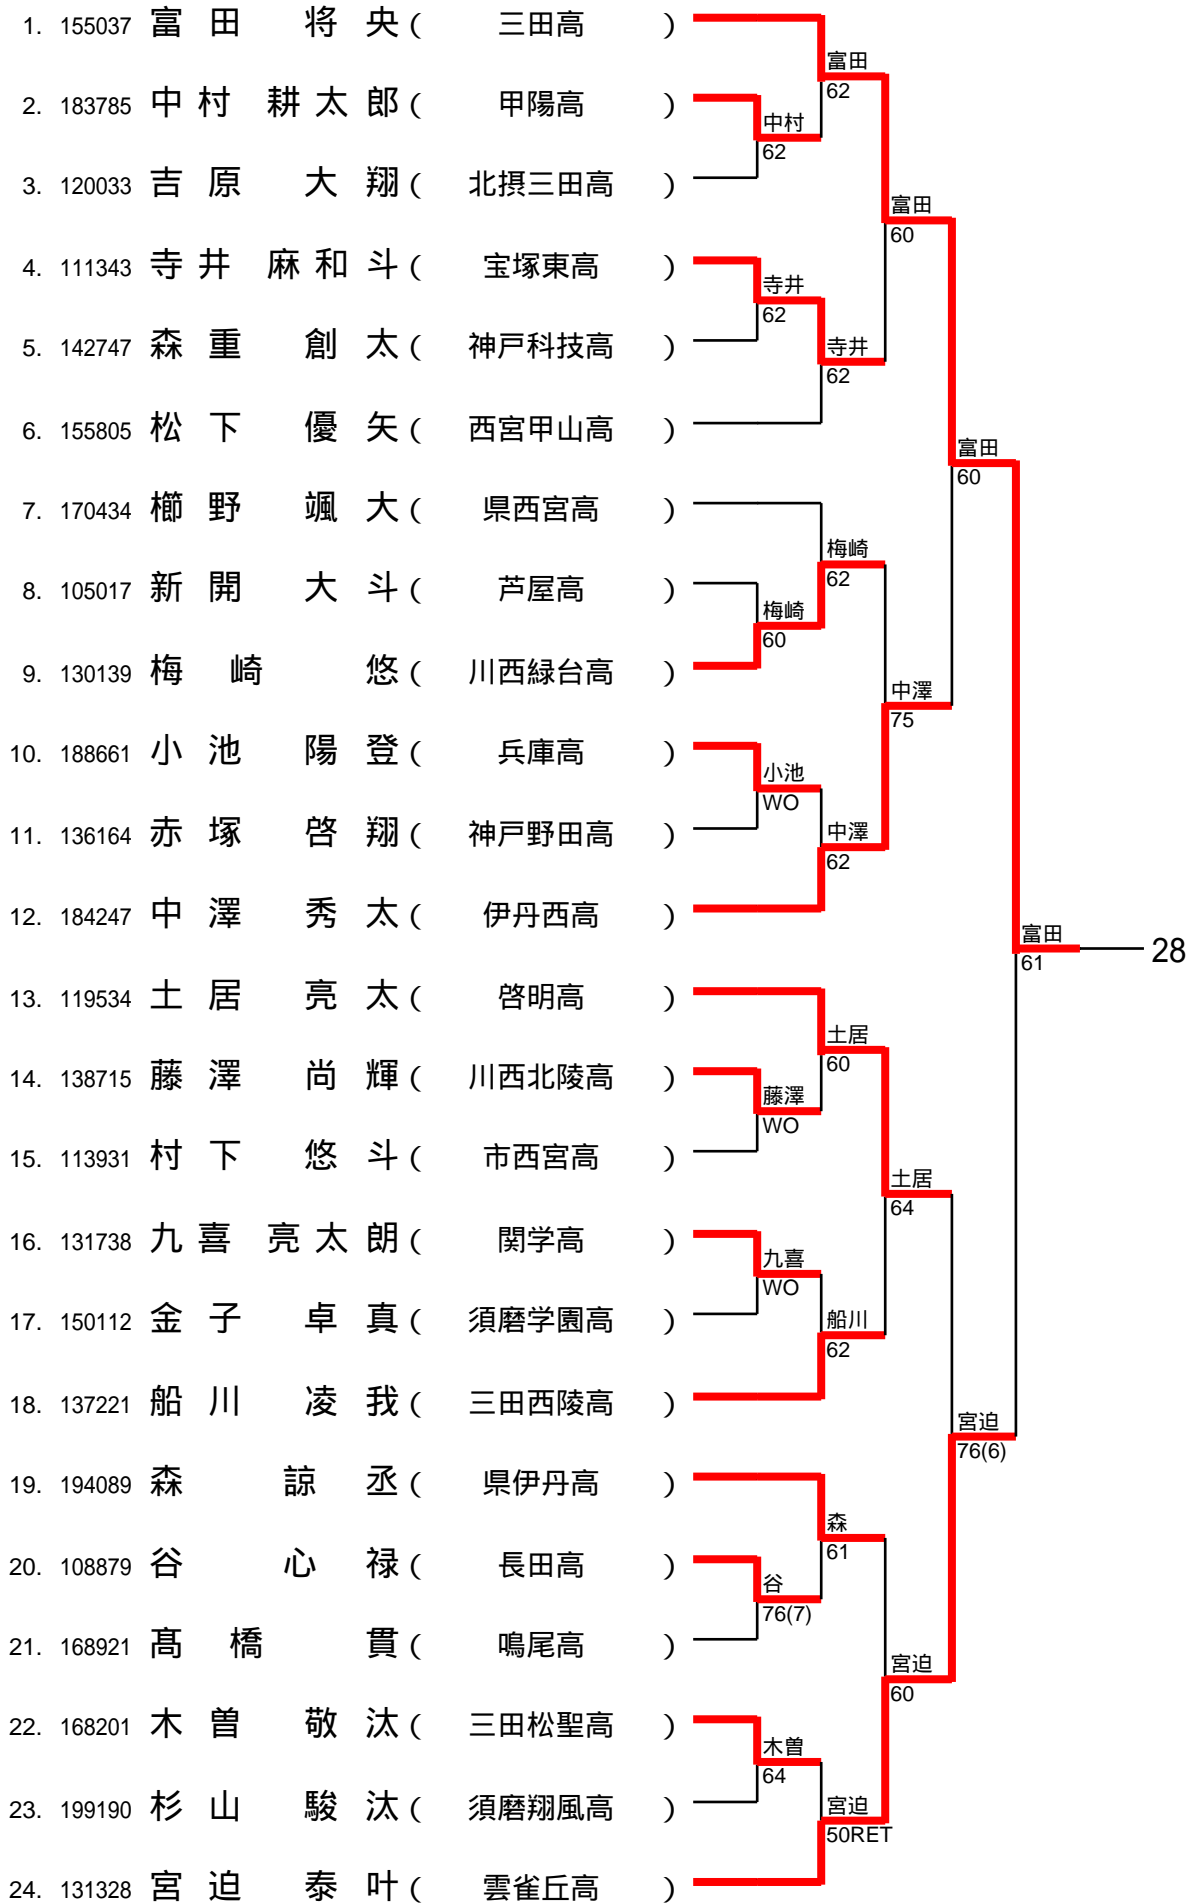 1. 155037 富田 将央 ( 三田高 )
富田
62
2. 183785 中村 耕太郎 ( 甲陽高 )
中村
62
3. 120033 吉原 大翔 ( 北摂三田高 )
富田
60
4. 111343 寺井 麻和斗 ( 宝塚東高 )
寺井
62
5. 142747 森重 創太 ( 神戸科技高 )
寺井
62
6. 155805 松下 優矢 ( 西宮甲山高 )
富田
60
7. 170434 櫛野 颯大 ( 県西宮高 )
梅崎
62
8. 105017 新開 大斗 ( 芦屋高 )
梅崎
60
9. 130139 梅崎 悠 ( 川西緑台高 )
中澤
75
10. 188661 小池 陽登 ( 兵庫高 )
小池
WO
11. 136164 赤塚 啓翔 ( 神戸野田高 )
中澤
62
12. 184247 中澤 秀太 ( 伊丹西高 )
富田
61
28
13. 119534 土居 亮太 ( 啓明高 )
土居
60
14. 138715 藤澤 尚輝 ( 川西北陵高 )
藤澤
WO
15. 113931 村下 悠斗 ( 市西宮高 )
土居
64
16. 131738 九喜 亮太朗 ( 関学高 )
九喜
WO
17. 150112 金子 卓真 ( 須磨学園高 )
船川
62
18. 137221 船川 凌我 ( 三田西陵高 )
宮迫
76(6)
19. 194089 森 諒丞 ( 県伊丹高 )
森
61
20. 108879 谷 心禄 ( 長田高 )
谷
76(7)
21. 168921 髙橋 貫 ( 鳴尾高 )
宮迫
60
22. 168201 木曽 敬汰 ( 三田松聖高 )
木曽
64
23. 199190 杉山 駿汰 ( 須磨翔風高 )
宮迫
50RET
24. 131328 宮迫 泰叶 ( 雲雀丘高 )